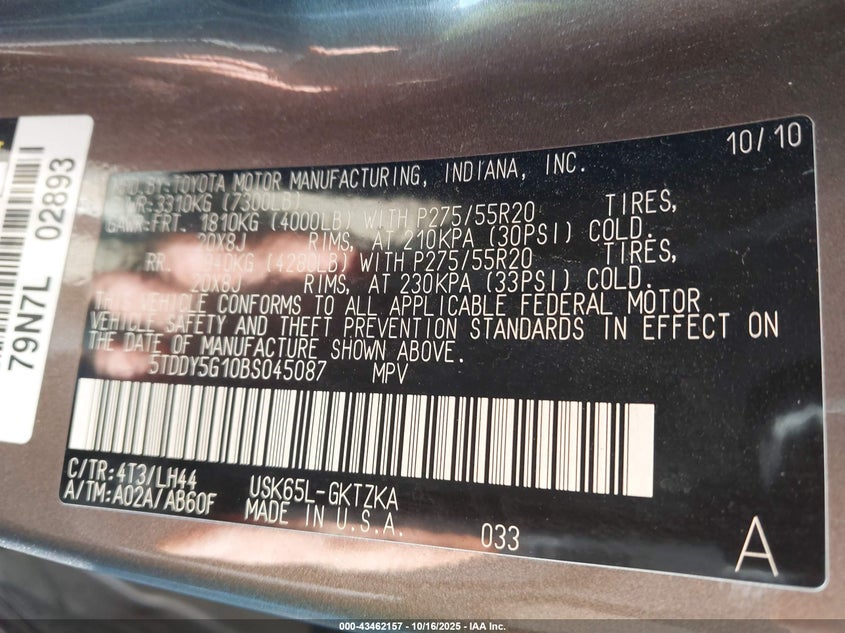 10/10
MFD.BY:TOYOTA MOTOR MANUFACTURING, INDIANA, INC.
GVWR:3310KG (7300LB)
GAWR:FRT. 1810KG (4000LB) WITH P275/55R20 TIRES,
20X8J RIMS, AT 210KPA (30PSI) COLD.
RR. 1940KG (4280LB) WITH P275/55R20 TIRES,
20X8J RIMS, AT 230KPA (33PSI) COLD.
THIS VEHICLE CONFORMS TO ALL APPLICABLE FEDERAL MOTOR
VEHICLE SAFETY AND THEFT PREVENTION STANDARDS IN EFFECT ON
THE DATE OF MANUFACTURE SHOWN ABOVE.
5TDDY5G10BS045087 MPV
C/TR:4T3/LH44
A/TM:A02A/AB60F
USK65L-GKTZKA
MADE IN U.S.A.
033
A
79N7L 02893
000-43462157 - 10/16/2025 - IAA Inc.